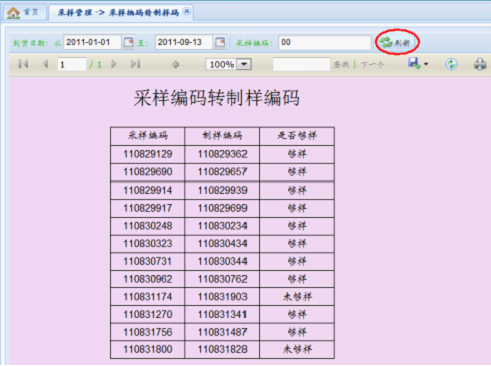 首页 采样管理 -> 采样编码转制样码
到货日期: 从 2011-01-01 至: 2011-09-13 采样编码: 00 刷新
1 / 1 100% 查找 | 下一个
采样编码转制样编码
采样编码 制样编码 是否够样
110829129 110829362 够样
110829690 110829657 够样
110829914 110829939 够样
110829917 110829699 够样
110830248 110830234 够样
110830323 110830434 够样
110830731 110830344 够样
110830962 110830762 够样
110831174 110831903 未够样
110831270 110831341 够样
110831756 110831487 够样
110831800 110831828 未够样